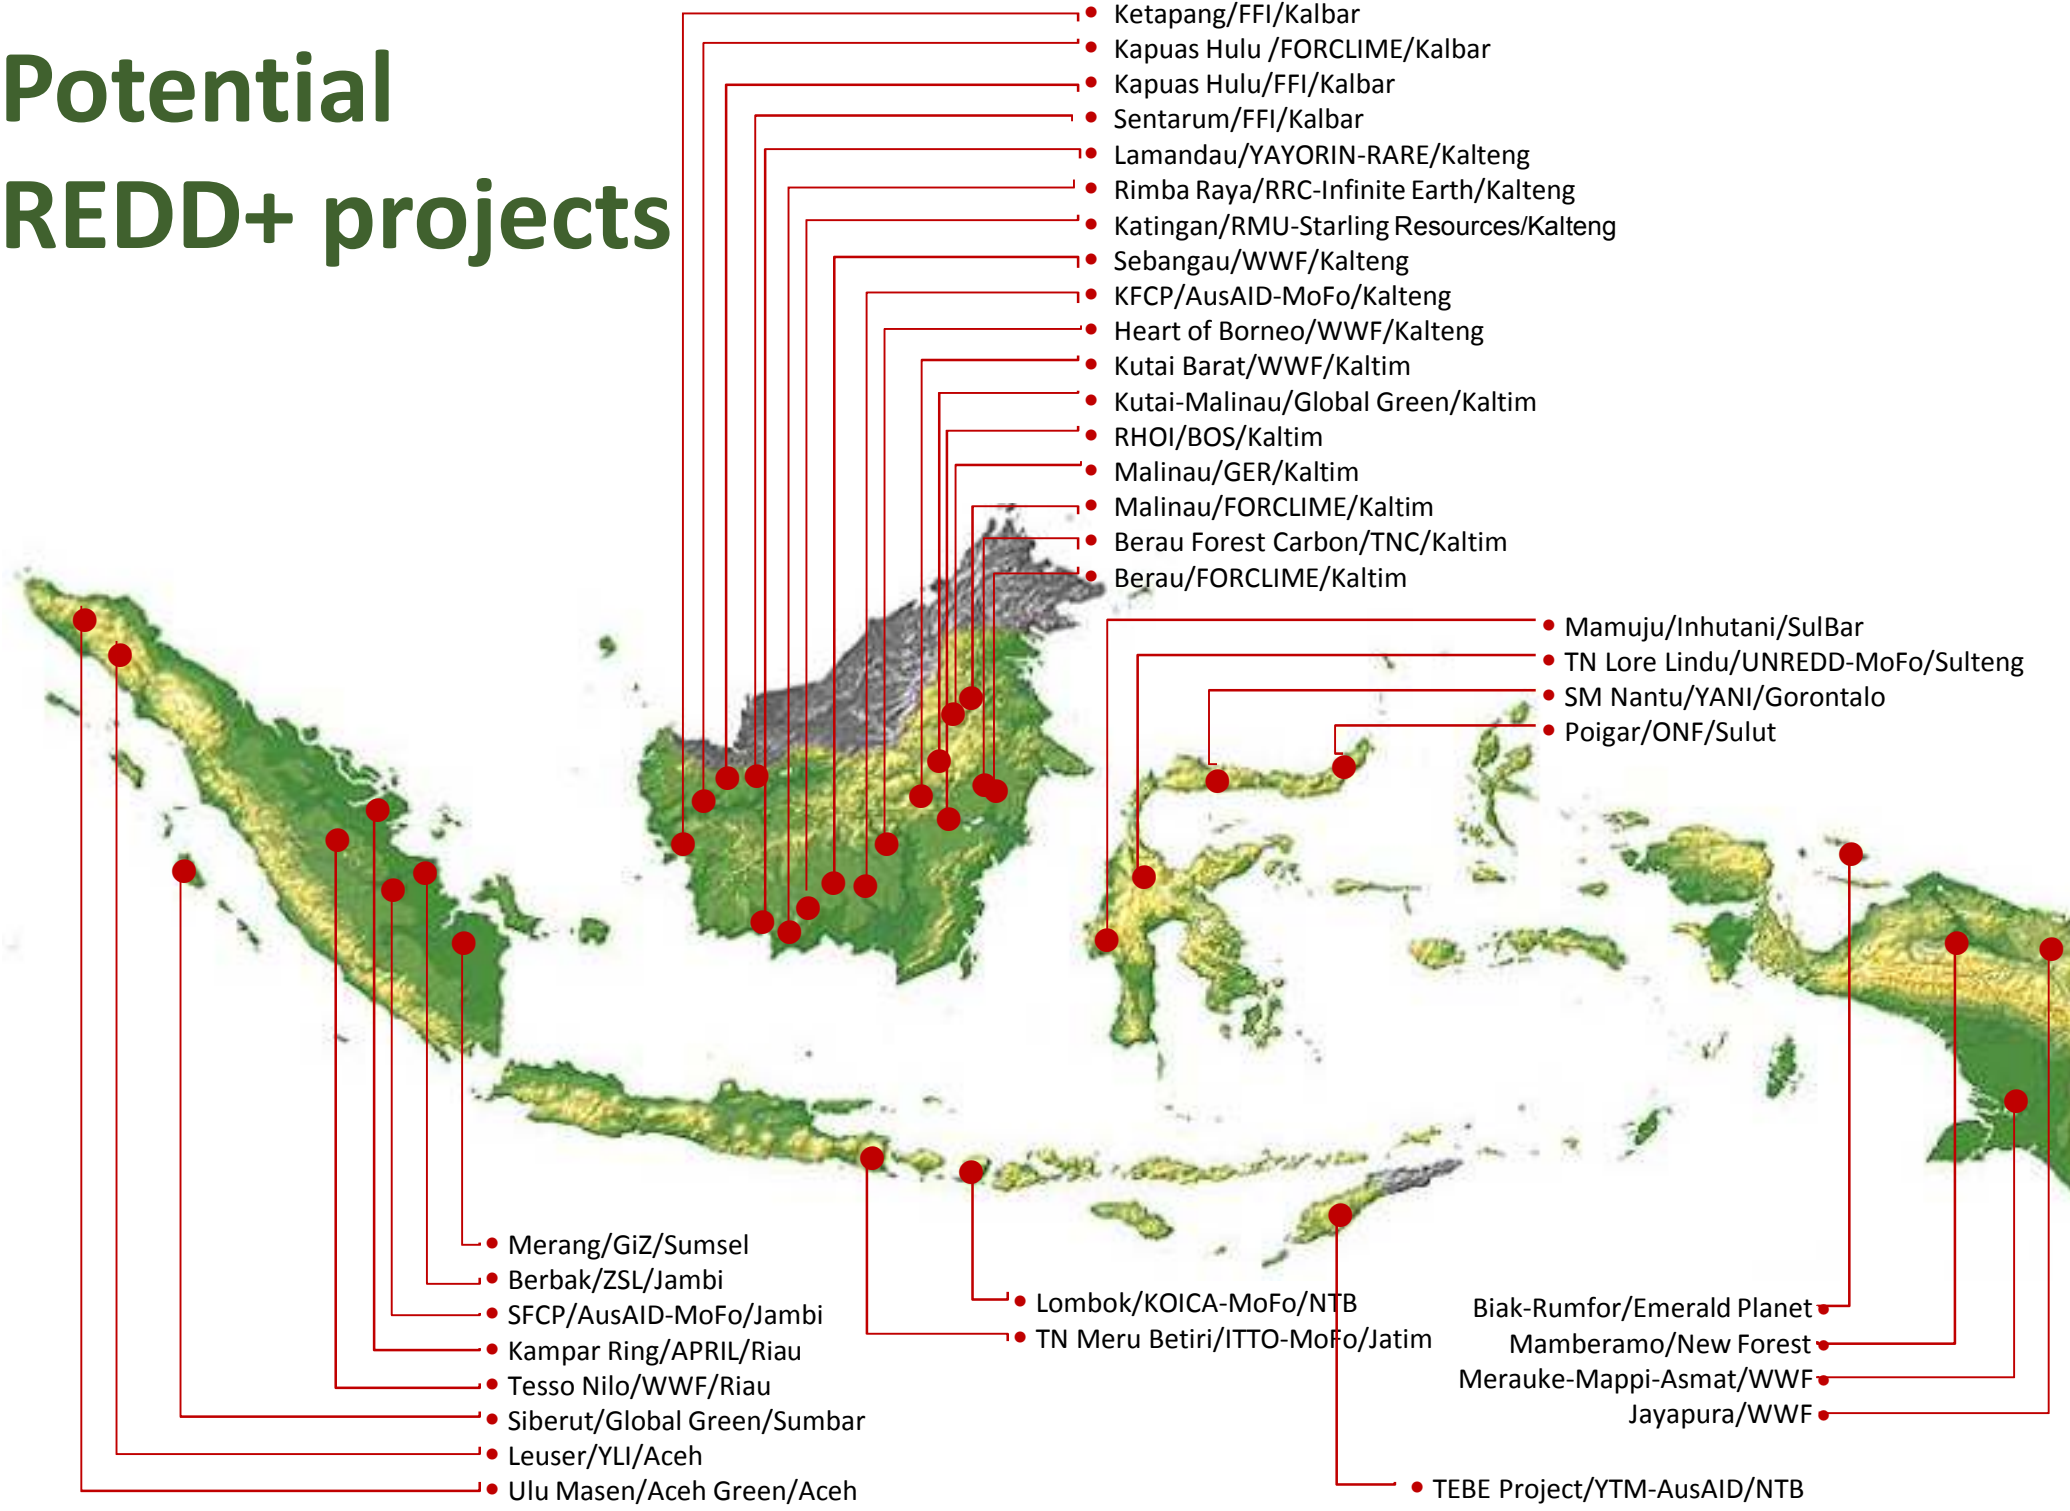 Potential
REDD+ projects
Ketapang/FFI/Kalbar
Kapuas Hulu /FORCLIME/Kalbar
Kapuas Hulu/FFI/Kalbar
Sentarum/FFI/Kalbar
Lamandau/YAYORIN-RARE/Kalteng
Rimba Raya/RRC-Infinite Earth/Kalteng
Katingan/RMU-Starling Resources/Kalteng
Sebangau/WWF/Kalteng
KFCP/AusAID-MoFo/Kalteng
Heart of Borneo/WWF/Kalteng
Kutai Barat/WWF/Kaltim
Kutai-Malinau/Global Green/Kaltim
RHOI/BOS/Kaltim
Malinau/GER/Kaltim
Malinau/FORCLIME/Kaltim
Berau Forest Carbon/TNC/Kaltim
Berau/FORCLIME/Kaltim
Mamuju/Inhutani/SulBar
TN Lore Lindu/UNREDD-MoFo/Sulteng
SM Nantu/YANI/Gorontalo
Poigar/ONF/Sulut
Merang/GiZ/Sumsel
Berbak/ZSL/Jambi
SFCP/AusAID-MoFo/Jambi
Kampar Ring/APRIL/Riau
Tesso Nilo/WWF/Riau
Siberut/Global Green/Sumbar
Leuser/YLI/Aceh
Ulu Masen/Aceh Green/Aceh
Lombok/KOICA-MoFo/NTB
TN Meru Betiri/ITTO-MoFo/Jatim
Biak-Rumfor/Emerald Planet
Mamberamo/New Forest
Merauke-Mappi-Asmat/WWF
Jayapura/WWF
TEBE Project/YTM-AusAID/NTB